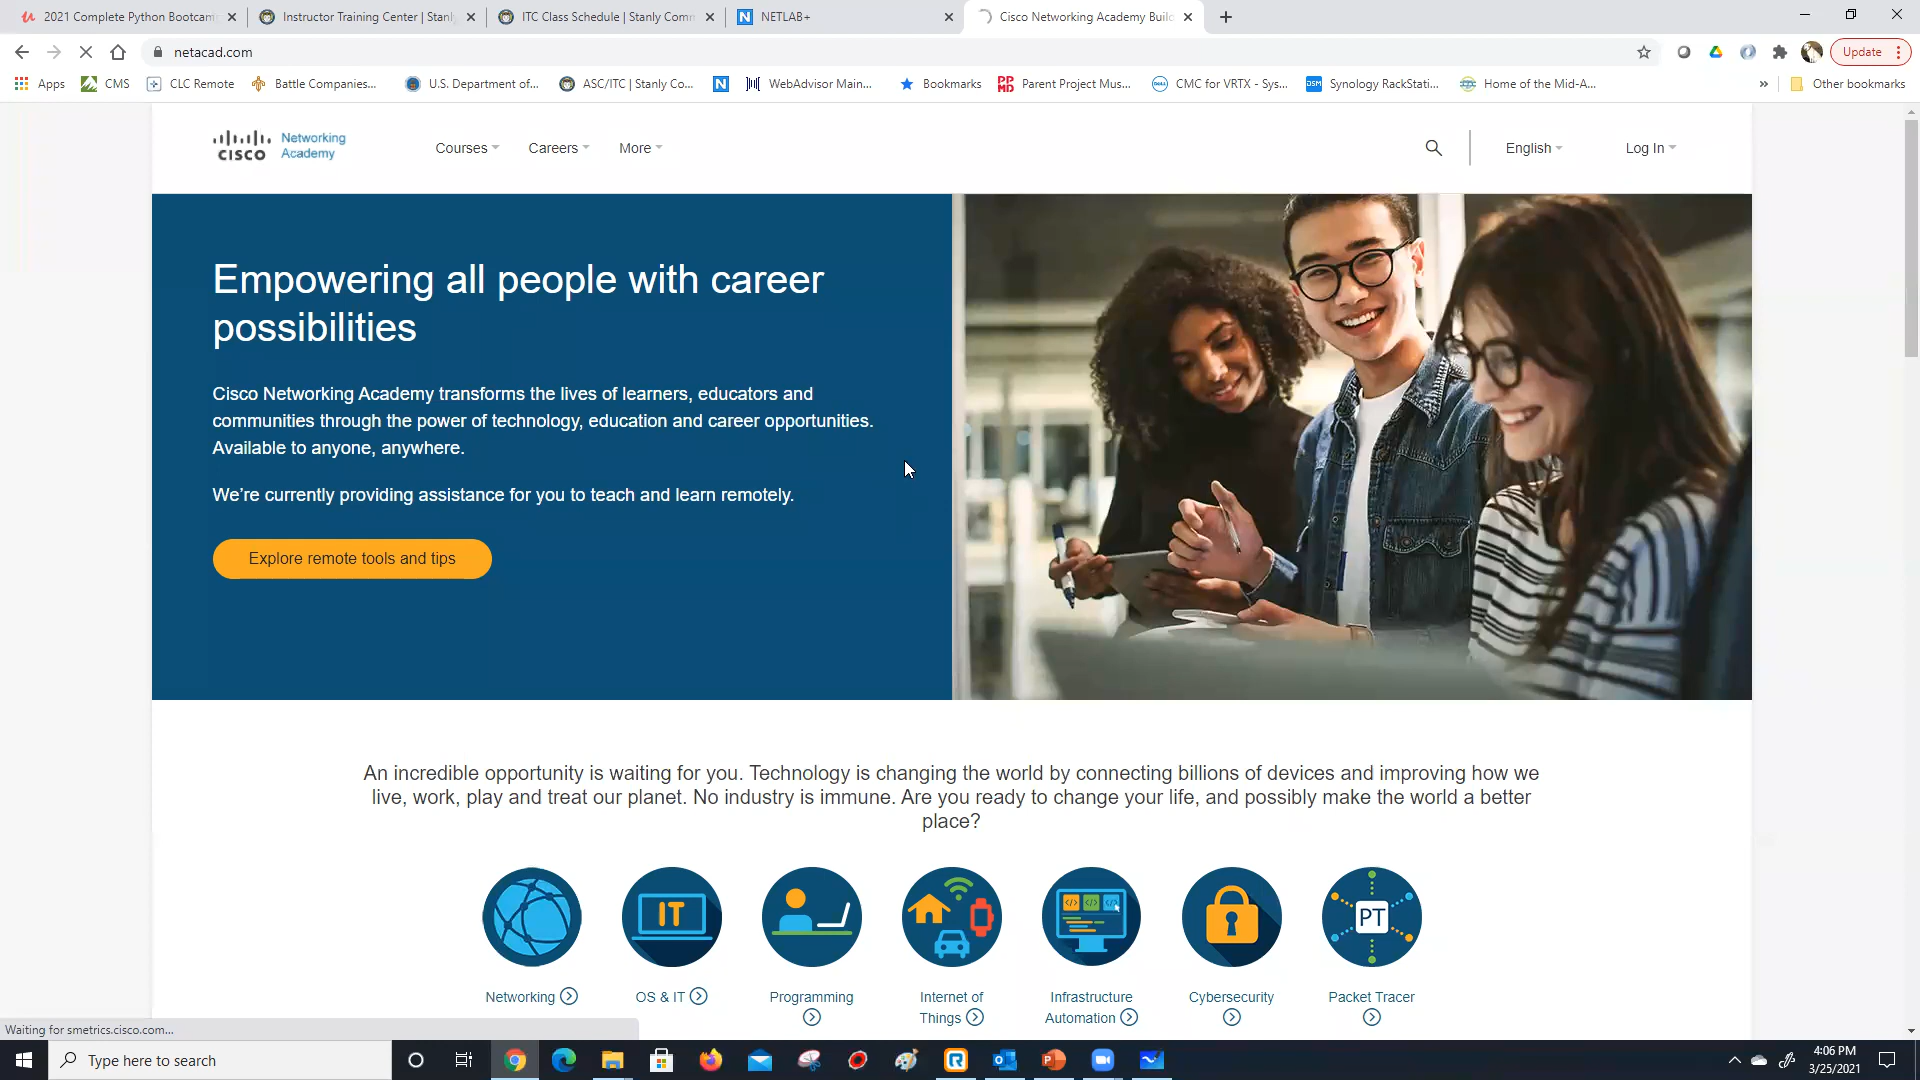 2021 Complete Python Bootcam
Instructor Training Center | Stanly
ITC Class Schedule | Stanly Comm
NETLAB+
Cisco Networking Academy Buil
netacad.com
Update
Apps
CMS
CLC Remote
Battle Companies...
U.S. Department of...
ASC/ITC | Stanly Co...
WebAdvisor Main...
Bookmarks
Parent Project Mus...
CMC for VRTX - Sys...
Synology RackStati...
Home of the Mid-A...
»
Other bookmarks
CISCO
Networking
Academy
Courses
Careers
More
English
Log In
Empowering all people with career
possibilities
Cisco Networking Academy transforms the lives of learners, educators and
communities through the power of technology, education and career opportunities.
Available to anyone, anywhere.
We’re currently providing assistance for you to teach and learn remotely.
Explore remote tools and tips
An incredible opportunity is waiting for you. Technology is changing the world by connecting billions of devices and improving how we
live, work, play and treat our planet. No industry is immune. Are you ready to change your life, and possibly make the world a better
place?
IT
PT
Networking
OS & IT
Programming
Internet of
Things
Infrastructure
Automation
Cybersecurity
Packet Tracer
Waiting for smetrics.cisco.com...
Type here to search
4:06 PM
3/25/2021